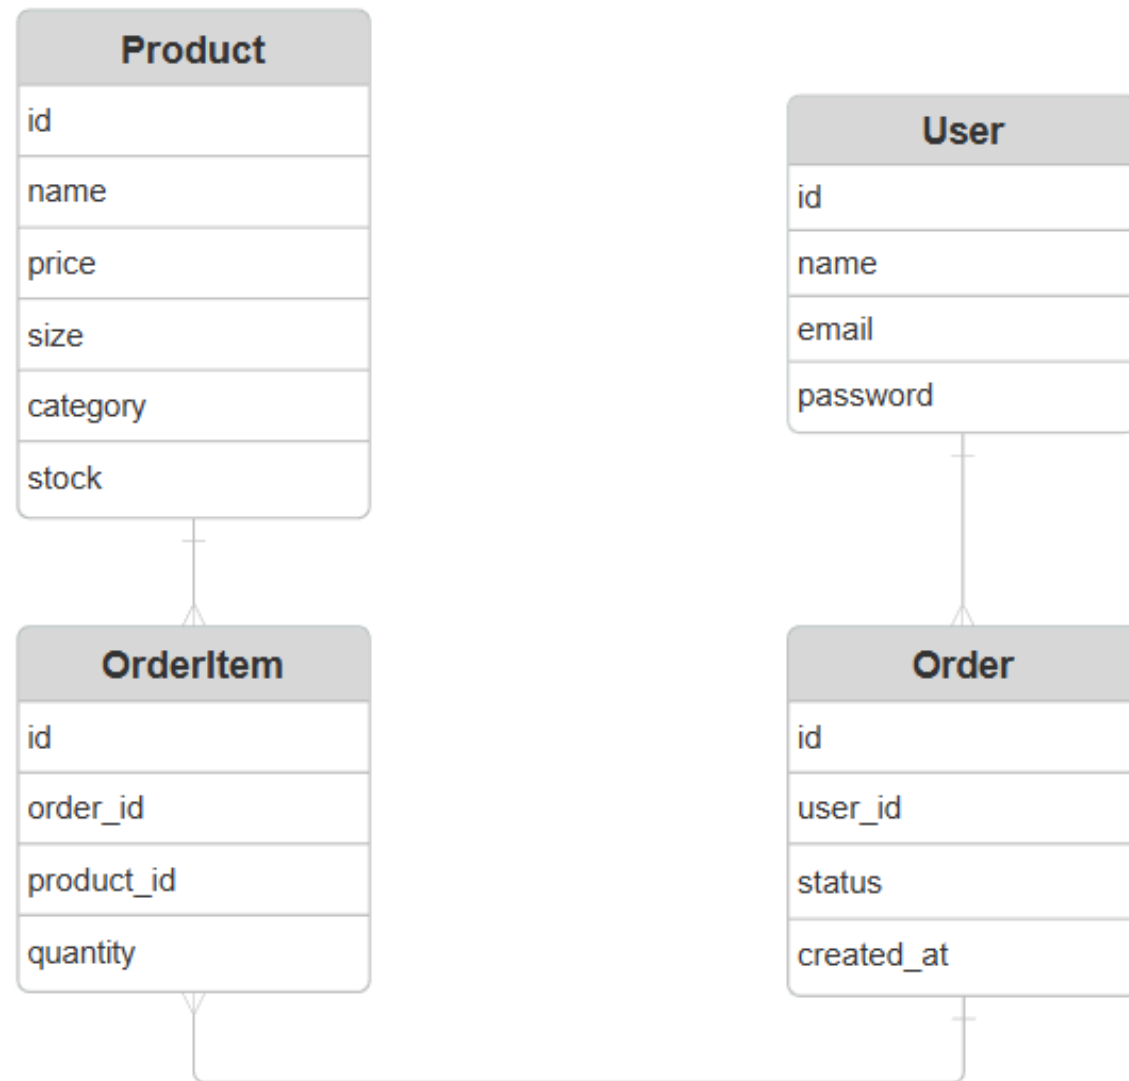 Product
id
name
price
size
category
stock
User
id
name
email
password
OrderItem
id
order_id
product_id
quantity
Order
id
user_id
status
created_at